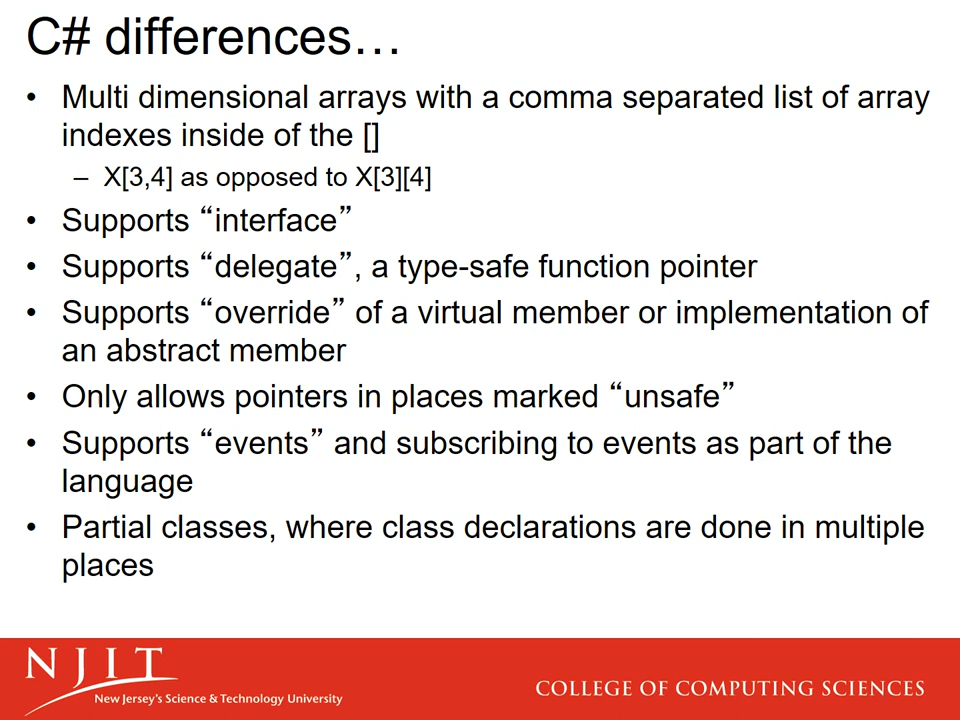 C# differences…
• Multi dimensional arrays with a comma separated list of array
indexes inside of the []
– X[3,4] as opposed to X[3][4]
• Supports “interface”
• Supports “delegate”, a type-safe function pointer
• Supports “override” of a virtual member or implementation of
an abstract member
• Only allows pointers in places marked “unsafe”
• Supports “events” and subscribing to events as part of the
language
• Partial classes, where class declarations are done in multiple
places
NJIT
New Jersey's Science & Technology University
COLLEGE OF COMPUTING SCIENCES